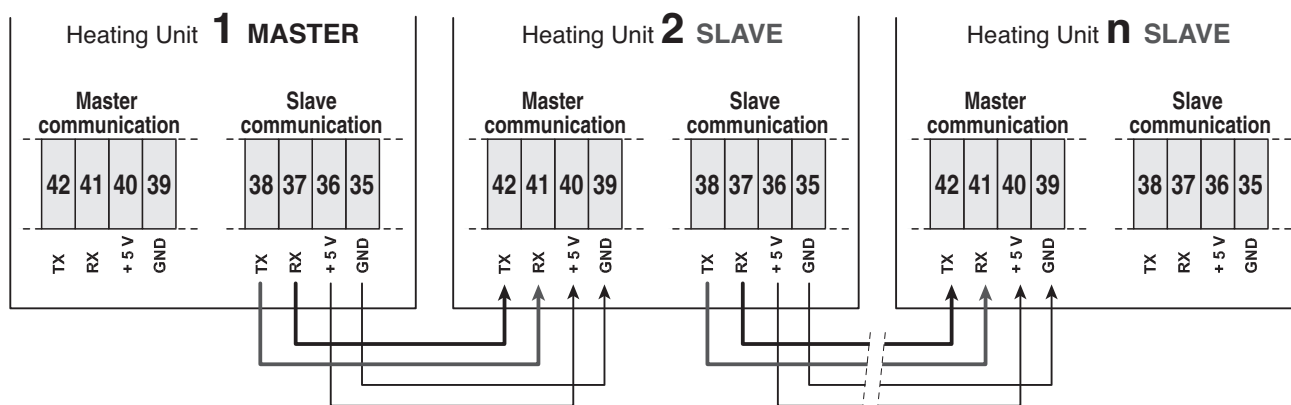 Heating Unit 1 MASTER
Master communication
Slave communication
42 41 40 39
38 37 36 35
TX RX + 5 V GND
TX RX + 5 V GND
Heating Unit 2 SLAVE
Master communication
Slave communication
42 41 40 39
38 37 36 35
TX RX + 5 V GND
TX RX + 5 V GND
Heating Unit n SLAVE
Master communication
Slave communication
42 41 40 39
38 37 36 35
TX RX + 5 V GND
TX RX + 5 V GND